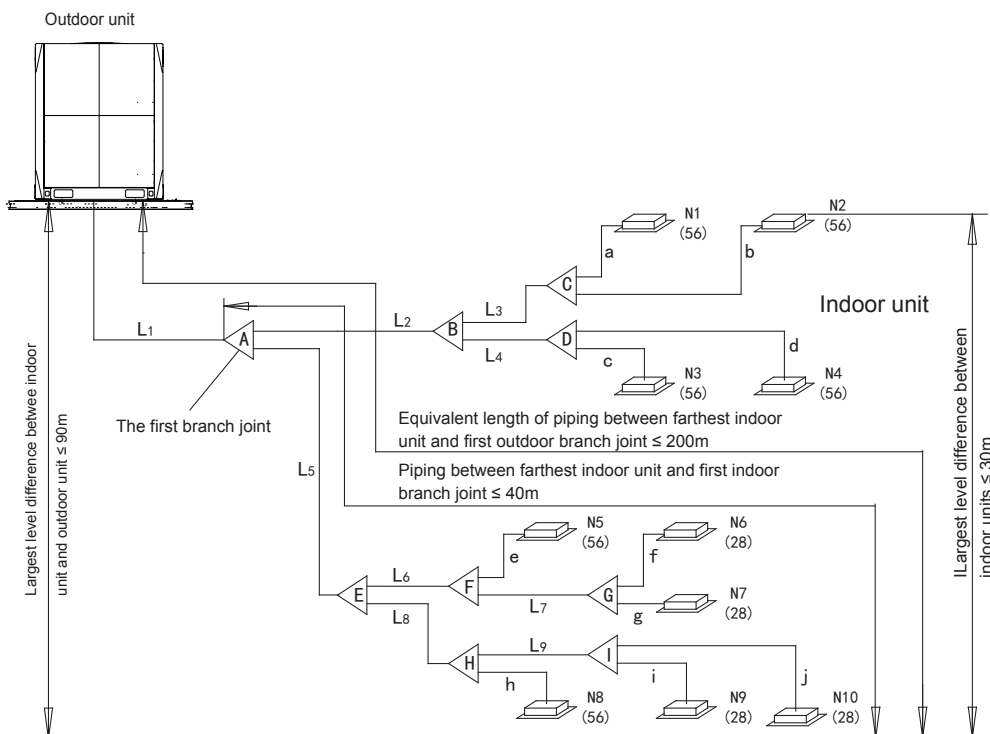 Outdoor unit
N1
(56)
N2
(56)
a
b
C
Indoor unit
L1
A
L2
B
L3
L4
D
c
d
N3
(56)
N4
(56)
The first branch joint
Equivalent length of piping between farthest indoor
unit and first outdoor branch joint ≤ 200m
Piping between farthest indoor unit and first indoor
branch joint ≤ 40m
L5
Largest level difference betwee indoor
unit and outdoor unit ≤ 90m
lLargest level difference between
indoor units ≤ 30m
N5
(56)
N6
(28)
e
f
L6
F
E
L7
G
g
N7
(28)
L8
H
L9
I
h
i
j
N8
(56)
N9
(28)
N10
(28)